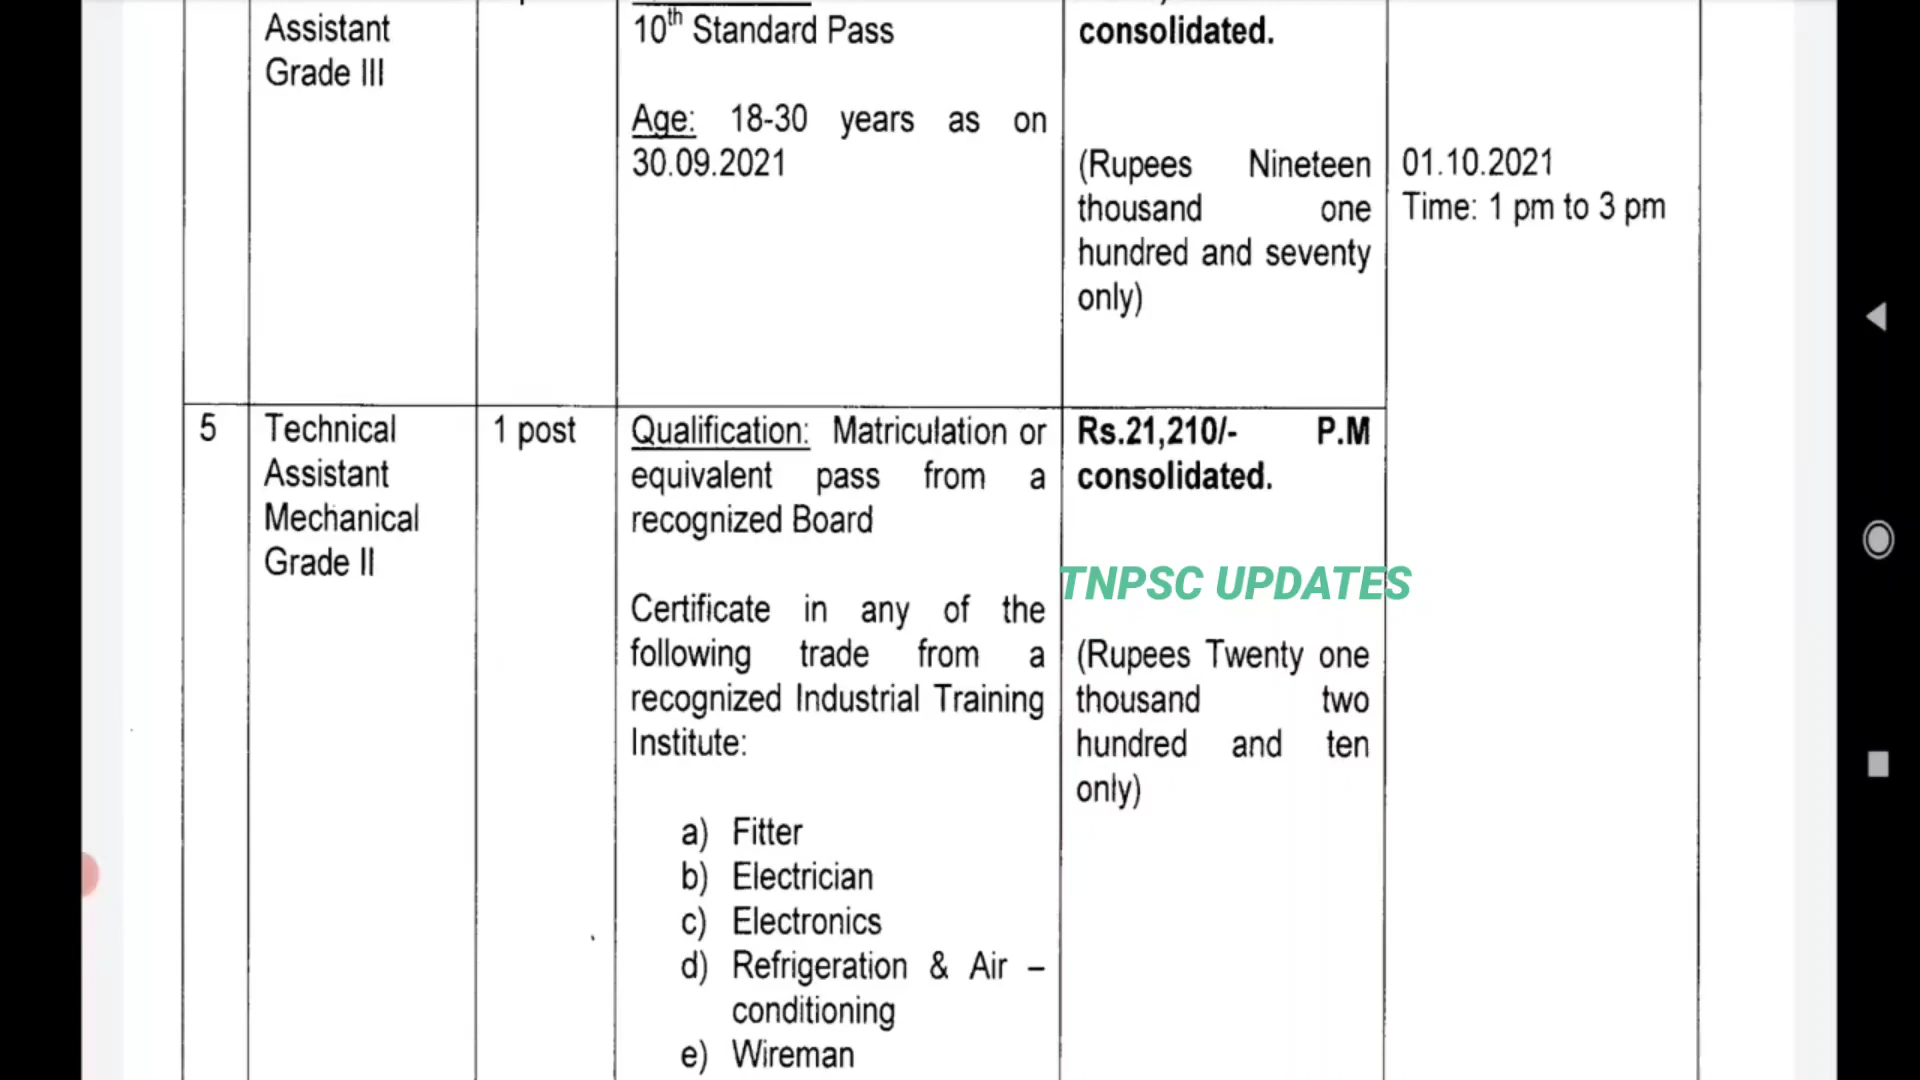 Assistant
Grade III
10th Standard Pass
Age: 18-30 years as on
30.09.2021
consolidated.
(Rupees Nineteen
thousand one
hundred and seventy
only)
01.10.2021
Time: 1 pm to 3 pm
5
Technical
Assistant
Mechanical
Grade II
1 post
Qualification: Matriculation or
equivalent pass from a
recognized Board
Certificate in any of the
following trade from a
recognized Industrial Training
Institute:
a) Fitter
b) Electrician
c) Electronics
d) Refrigeration & Air –
conditioning
e) Wireman
Rs.21,210/- P.M
consolidated.
TNPSC UPDATES
(Rupees Twenty one
thousand two
hundred and ten
only)